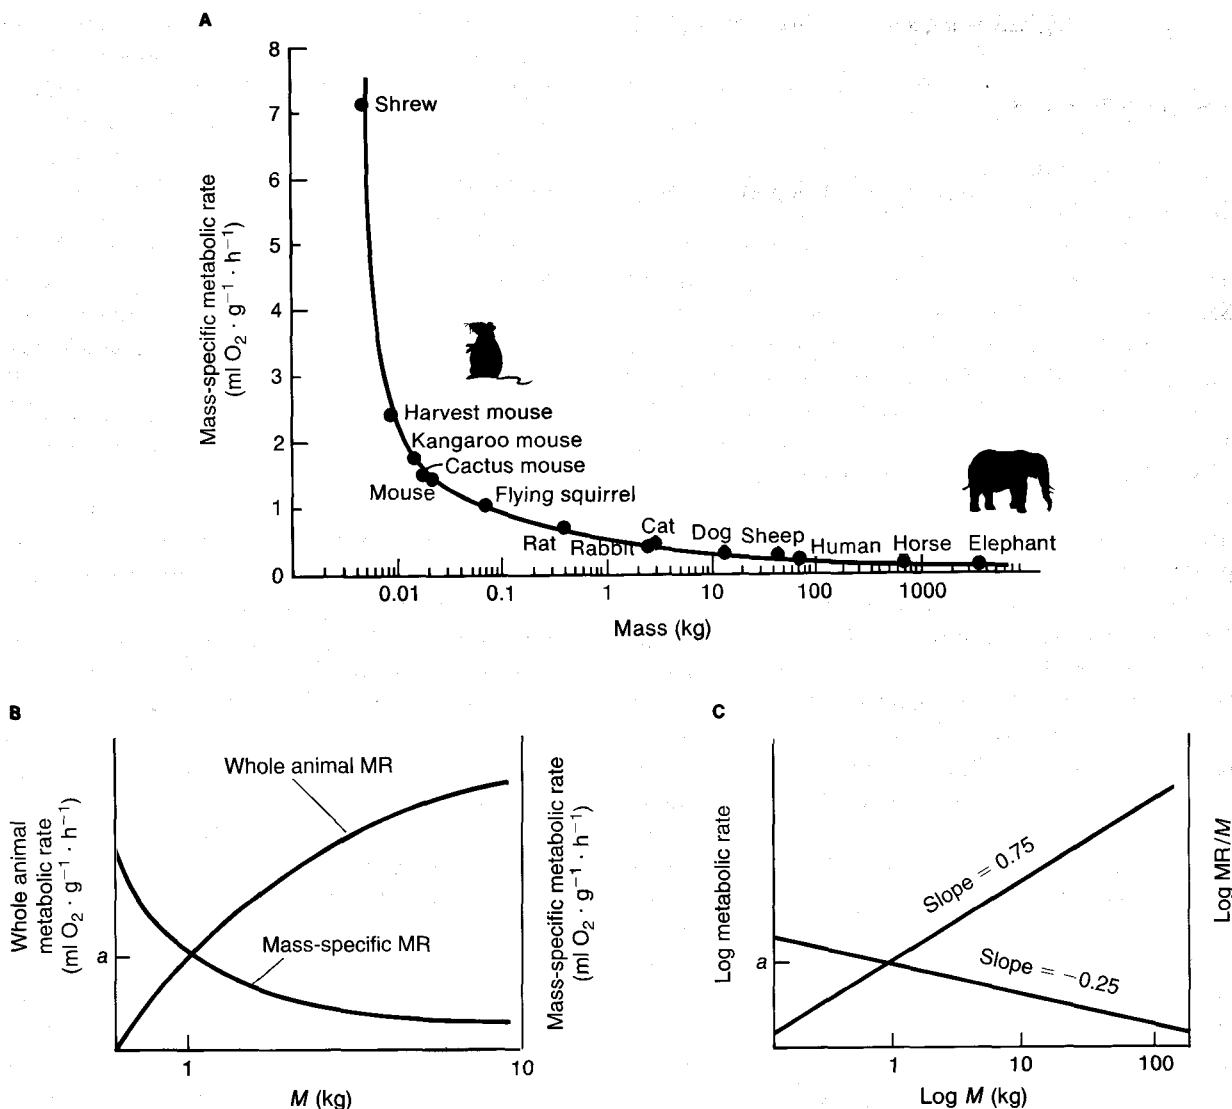 A
8
7
6
5
4
3
2
1
0
Mass-specific metabolic rate
(ml O₂ · g⁻¹ · h⁻¹)
Shrew
Harvest mouse
Kangaroo mouse
Cactus mouse
Mouse
Flying squirrel
Rat
Rabbit
Cat
Dog
Sheep
Human
Horse
Elephant
0.01 0.1 1 10 100 1000
Mass (kg)
B
Whole animal
metabolic rate
(ml O₂ · g⁻¹ · h⁻¹)
a
Whole animal MR
Mass-specific MR
Mass-specific metabolic rate
(ml O₂ · g⁻¹ · h⁻¹)
1 10
M (kg)
C
Log metabolic rate
a
Slope = 0.75
Slope = −0.25
Log MR/M
1 10 100
Log M (kg)